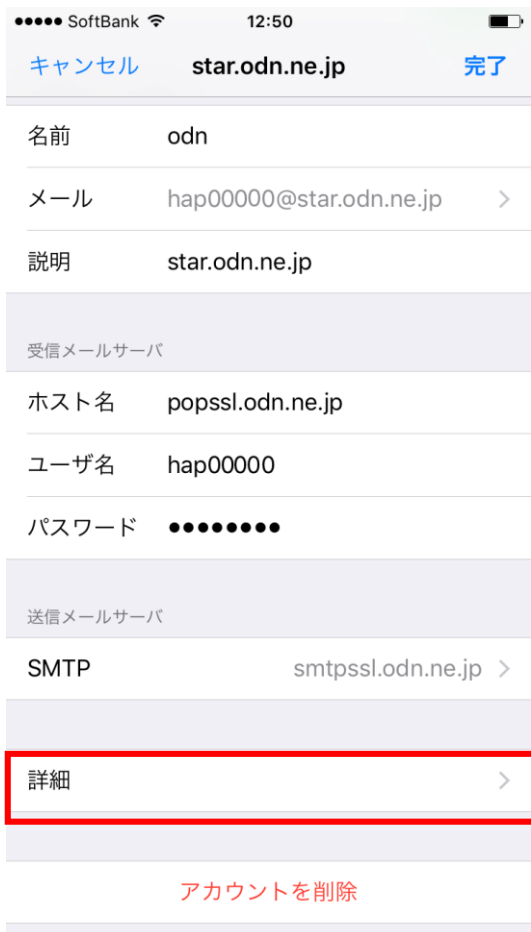 SoftBank 12:50
キャンセル star.odn.ne.jp 完了
名前 odn
メール hap00000@star.odn.ne.jp
説明 star.odn.ne.jp
受信メールサーバ
ホスト名 popssl.odn.ne.jp
ユーザ名 hap00000
パスワード ●●●●●●●●
送信メールサーバ
SMTP smtpssl.odn.ne.jp
詳細
アカウントを削除